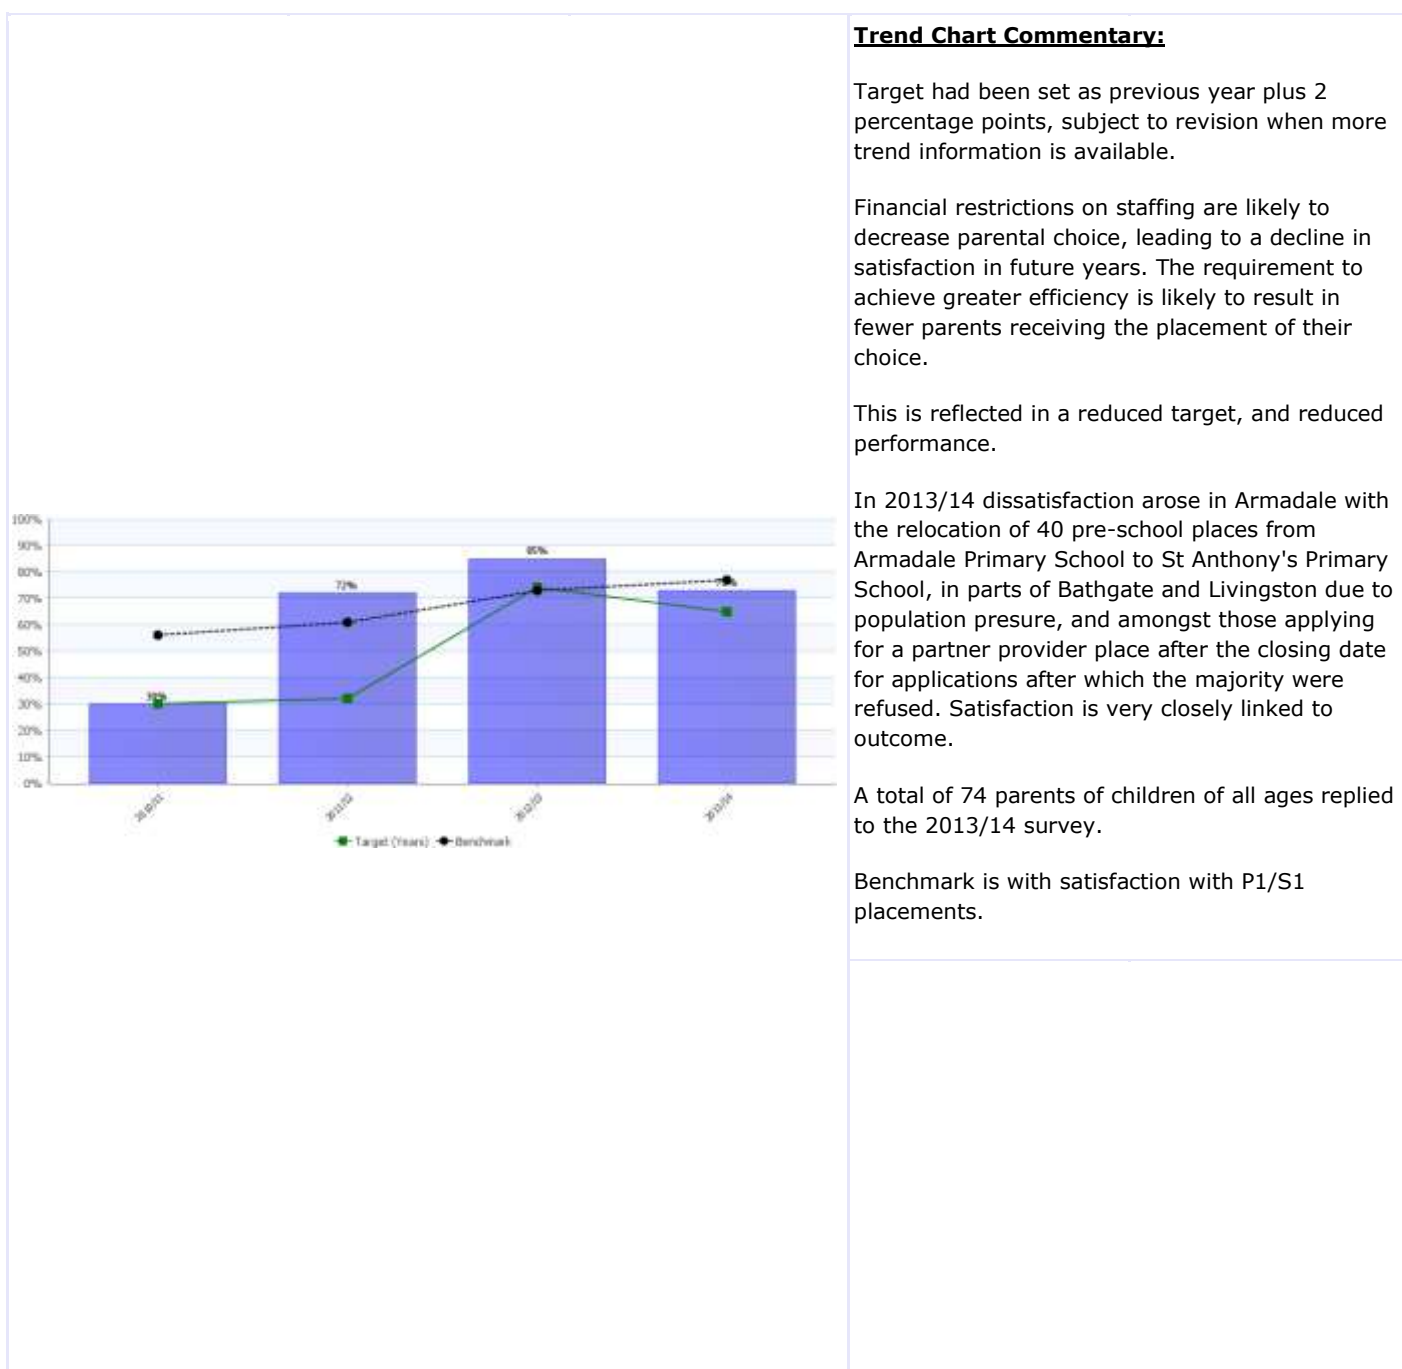 Trend Chart Commentary:
Target had been set as previous year plus 2
percentage points, subject to revision when more
trend information is available.
Financial restrictions on staffing are likely to
decrease parental choice, leading to a decline in
satisfaction in future years. The requirement to
achieve greater efficiency is likely to result in
fewer parents receiving the placement of their
choice.
This is reflected in a reduced target, and reduced
performance.
In 2013/14 dissatisfaction arose in Armadale with
the relocation of 40 pre-school places from
Armadale Primary School to St Anthony's Primary
School, in parts of Bathgate and Livingston due to
population presure, and amongst those applying
for a partner provider place after the closing date
for applications after which the majority were
refused. Satisfaction is very closely linked to
outcome.
A total of 74 parents of children of all ages replied
to the 2013/14 survey.
Benchmark is with satisfaction with P1/S1
placements.
100%
90%
80%
70%
60%
50%
40%
30%
20%
10%
0%
72%
85%
2010/11
2011/12
2012/13
2013/14
Target (Years) Benchmark